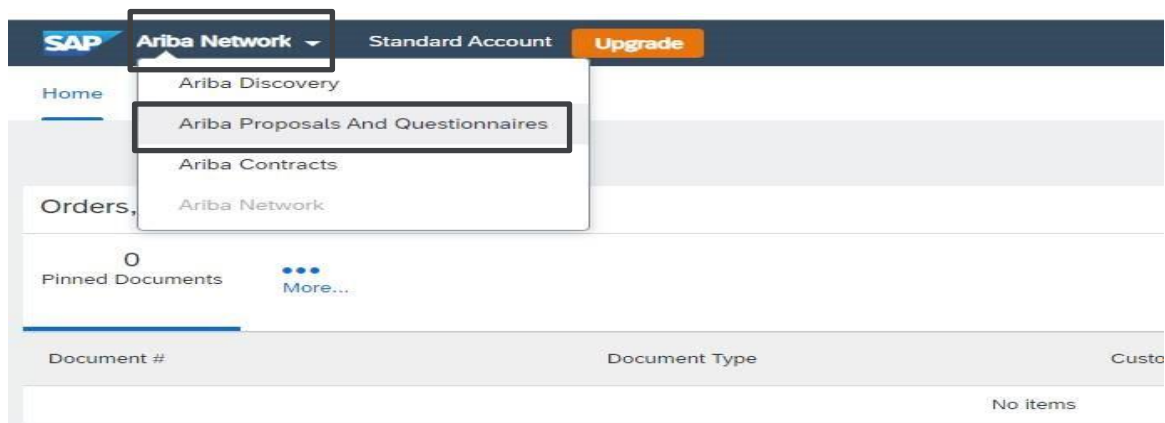 SAP Ariba Network Standard Account Upgrade
Home
Ariba Discovery
Ariba Proposals And Questionnaires
Ariba Contracts
Ariba Network
Orders,
0
Pinned Documents
More...
Document # Document Type Custo
No items